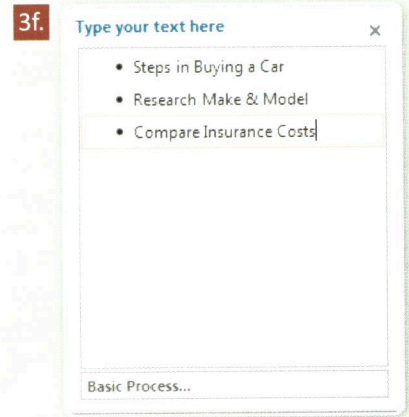 3f.
Type your text here
×
• Steps in Buying a Car
• Research Make & Model
• Compare Insurance Costs
Basic Process...